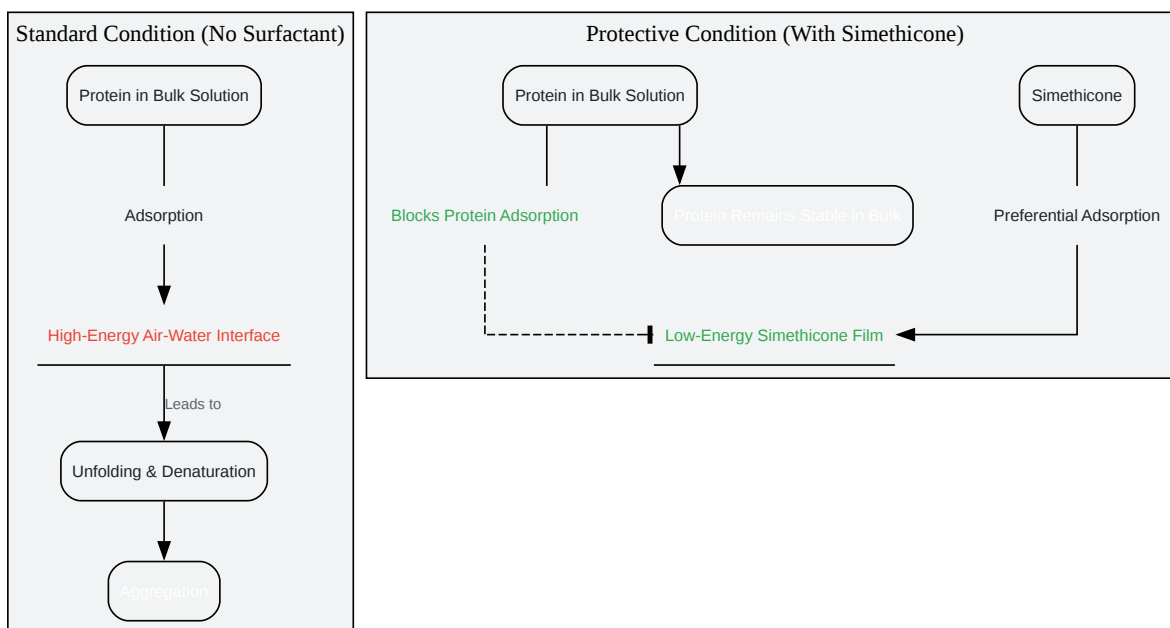 Standard Condition (No Surfactant)
Protein in Bulk Solution
Adsorption
High-Energy Air-Water Interface
Leads to
Unfolding & Denaturation
Aggregation
Protective Condition (With Simethicone)
Protein in Bulk Solution
Simethicone
Blocks Protein Adsorption
Protein Remains Stable in Bulk
Preferential Adsorption
Low-Energy Simethicone Film